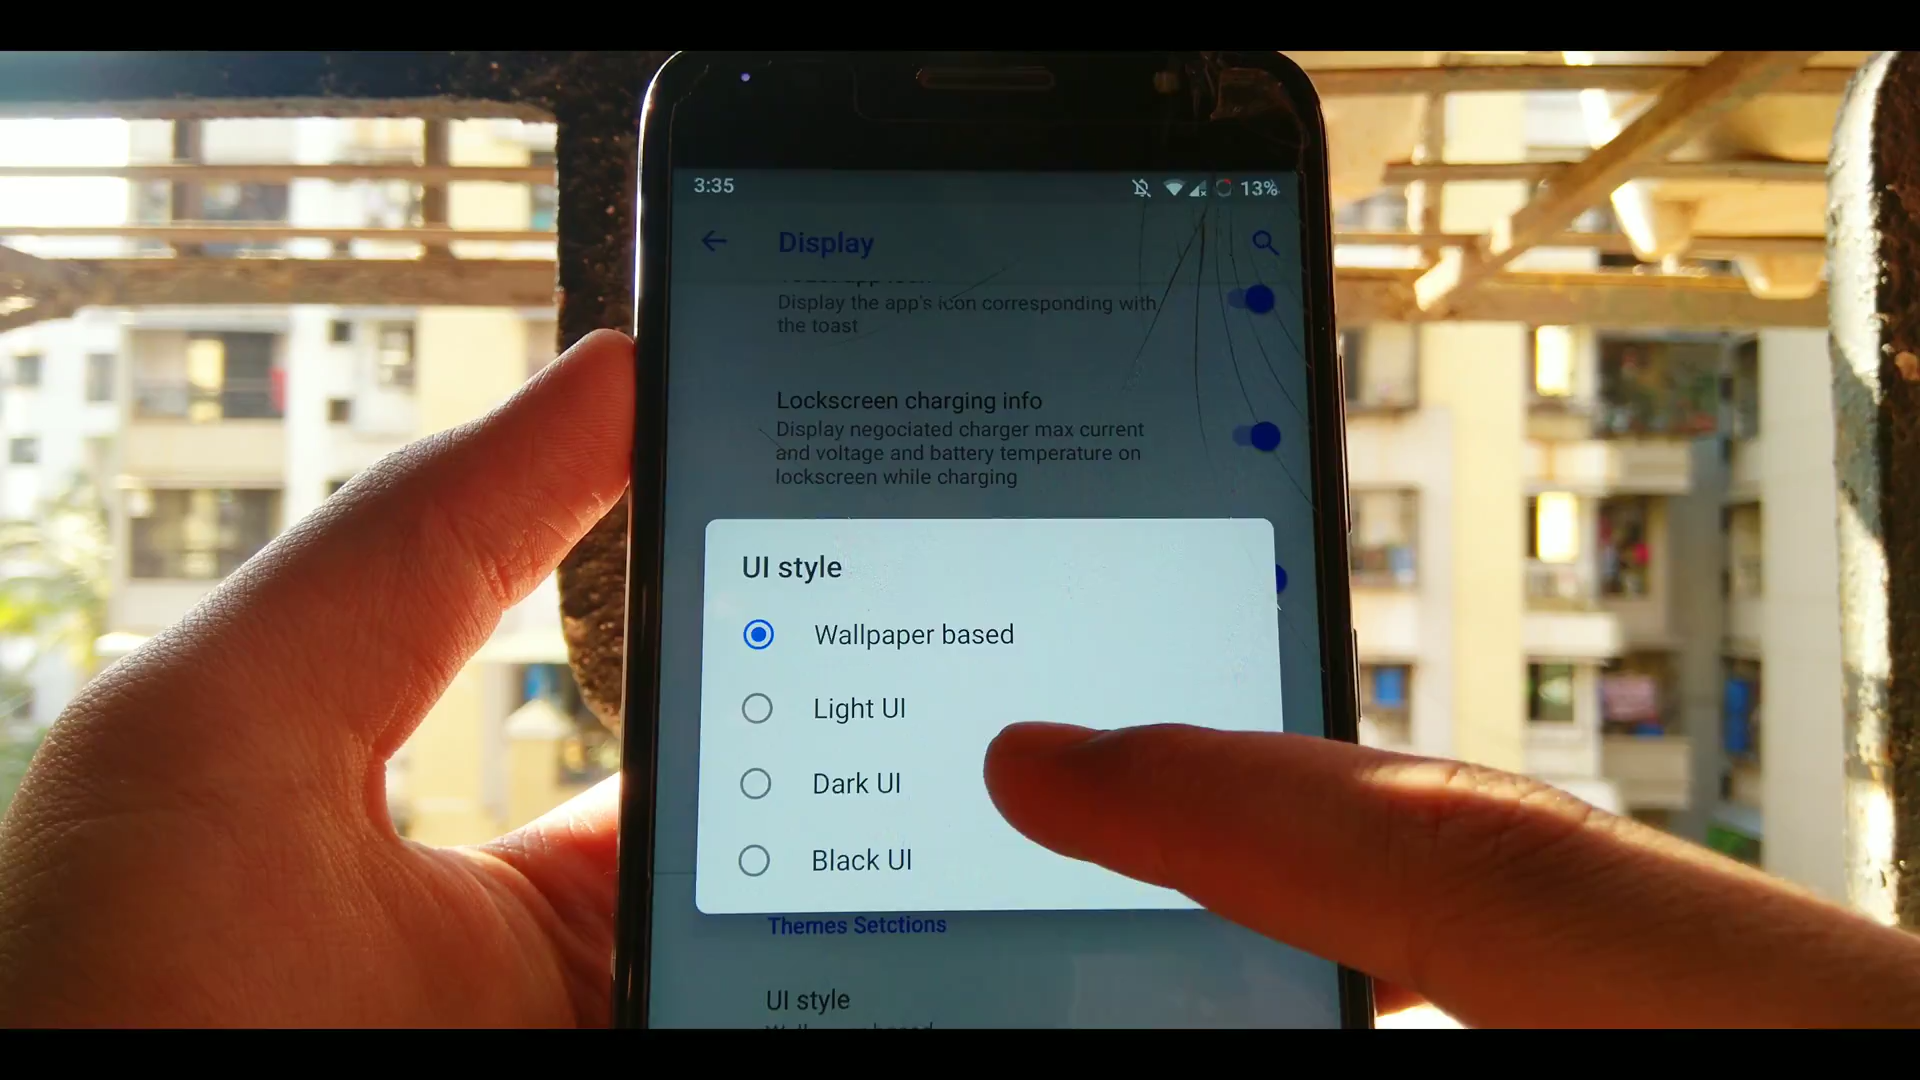 3:35
13%
Display
Display the app's icon corresponding with
the toast
Lockscreen charging info
Display negociated charger max current
and voltage and battery temperature on
lockscreen while charging
UI style
Wallpaper based
Light UI
Dark UI
Black UI
Themes Setctions
UI style